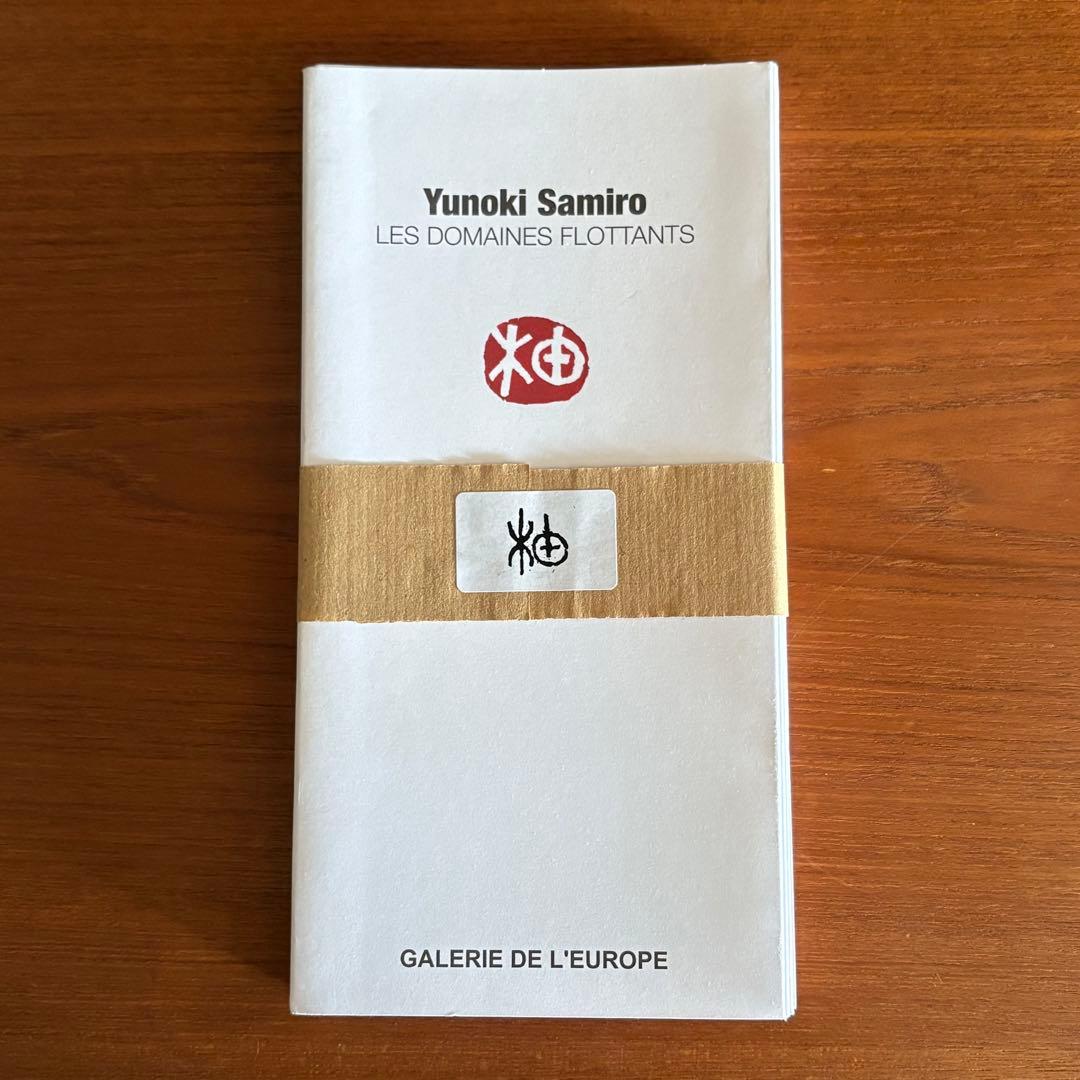 Yunoki Samiro
LES DOMAINES FLOTTANTS
柚
柚
GALERIE DE L'EUROPE